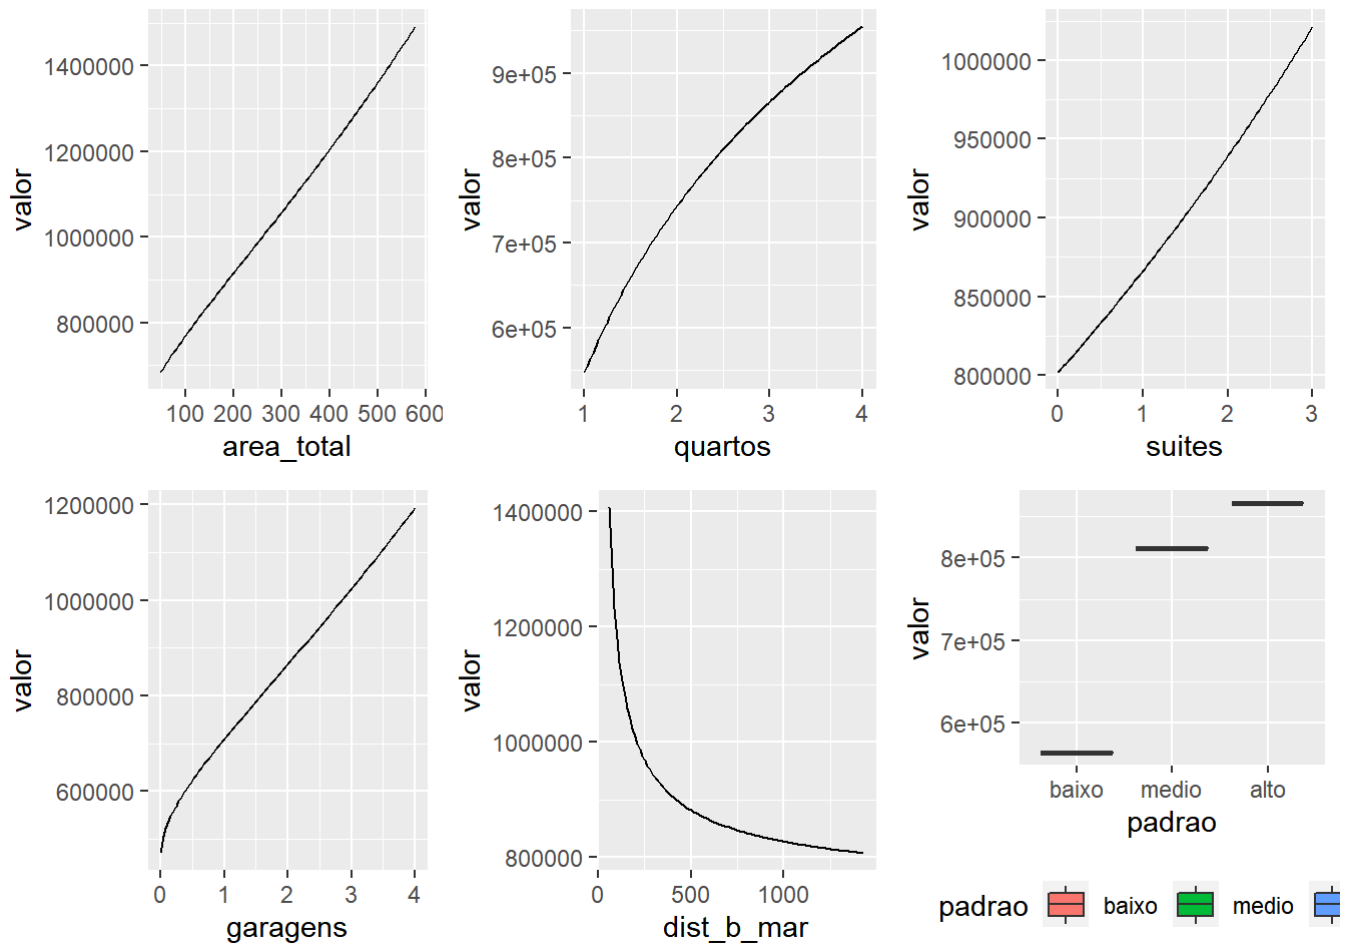 1400000
1200000
1000000
800000
valor
100 200 300 400 500 600
area_total
9e+05
8e+05
7e+05
6e+05
valor
1 2 3 4
quartos
1000000
950000
900000
850000
800000
valor
0 1 2 3
suites
1200000
1000000
800000
600000
valor
0 1 2 3 4
garagens
1400000
1200000
1000000
800000
valor
0 500 1000
dist_b_mar
8e+05
7e+05
6e+05
valor
baixo medio alto
padrao
padrao baixo medio